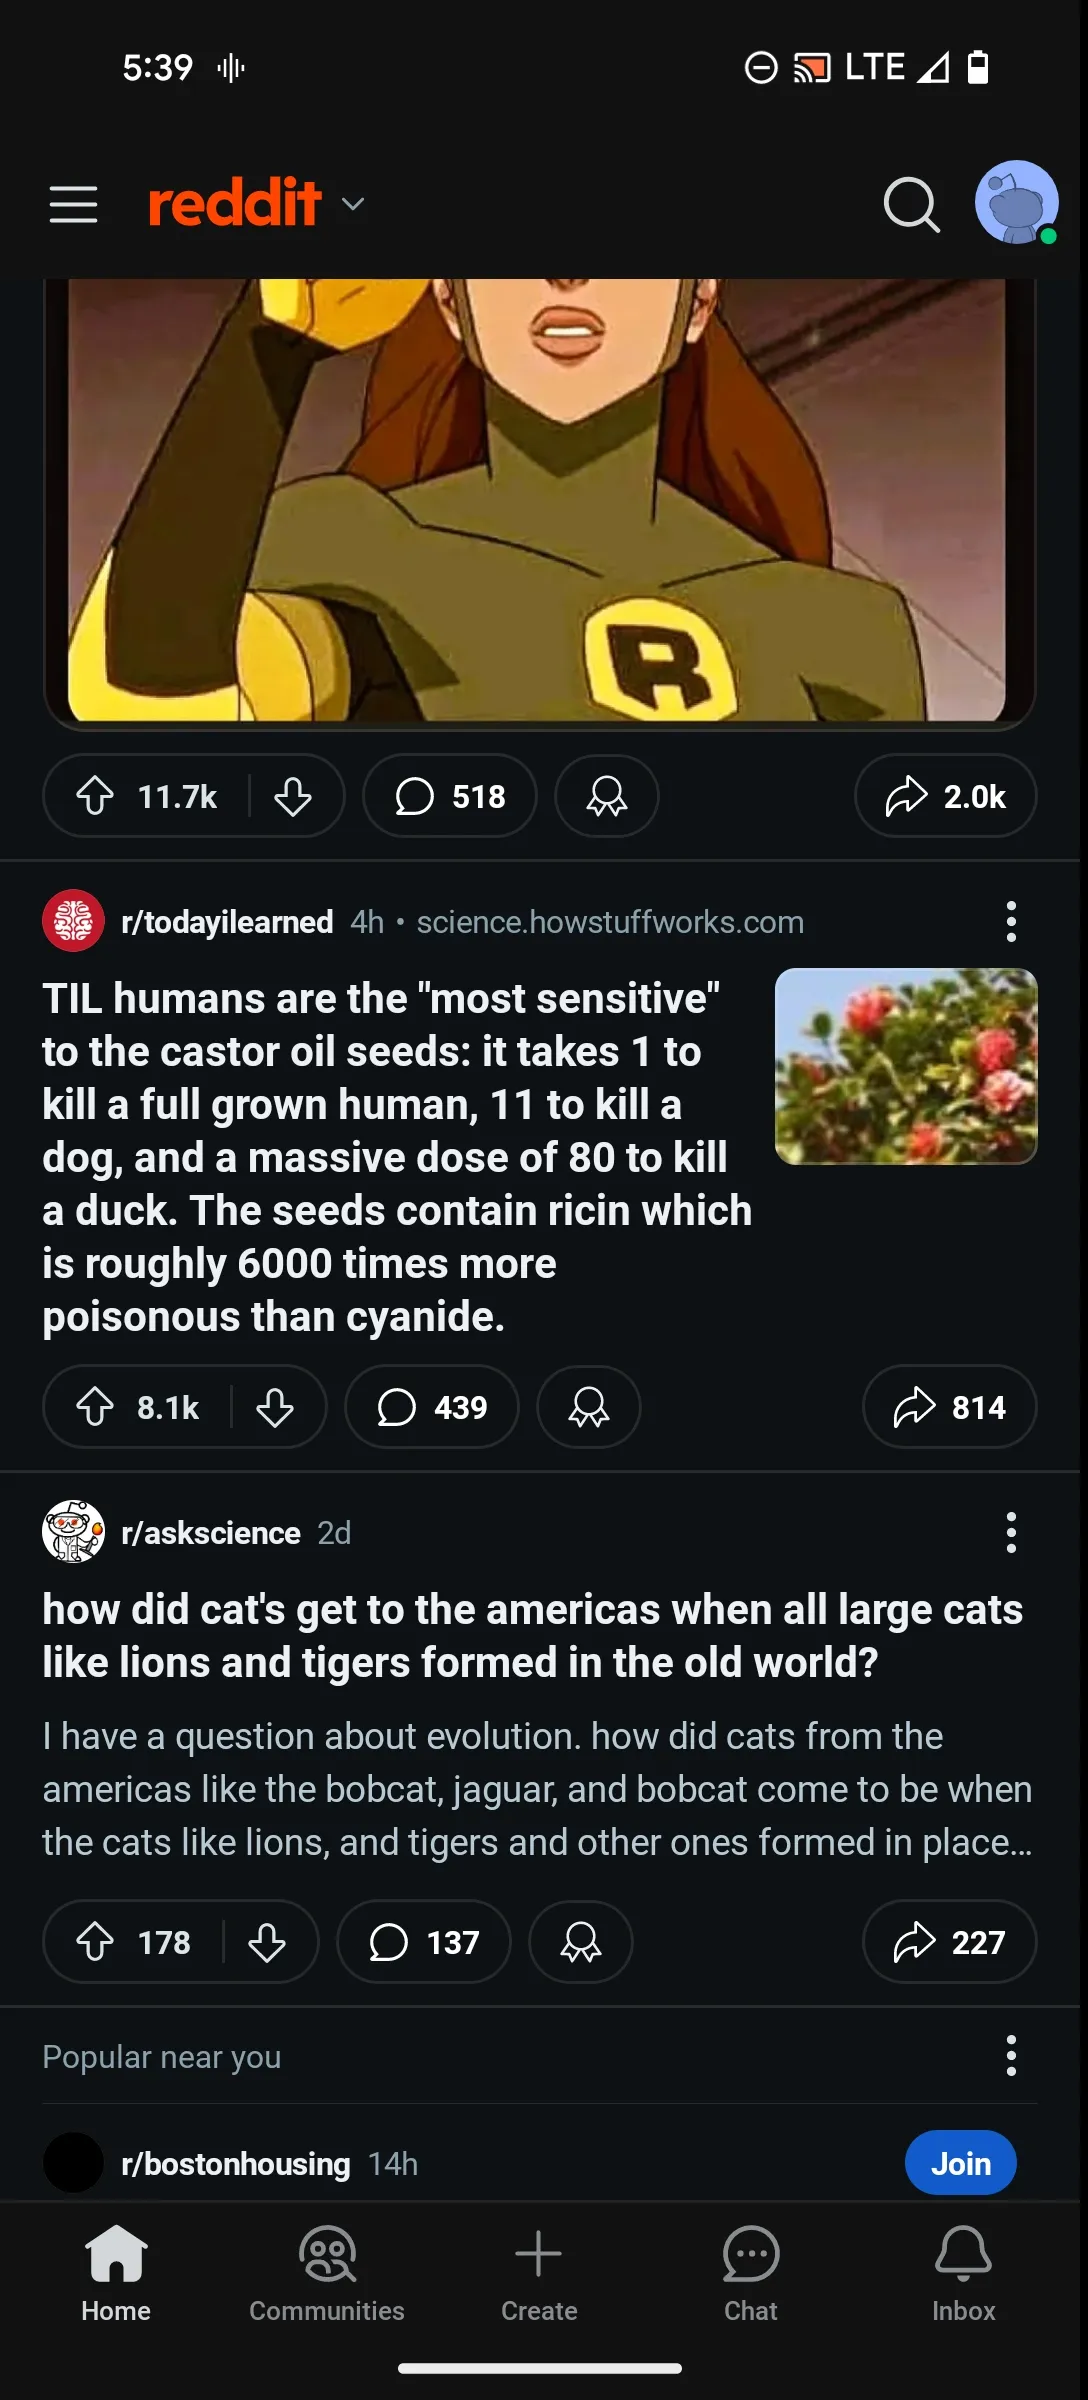 5:39 LTE
reddit
R
11.7k 518 2.0k
r/todayilearned 4h • science.howstuffworks.com
TIL humans are the "most sensitive"
to the castor oil seeds: it takes 1 to
kill a full grown human, 11 to kill a
dog, and a massive dose of 80 to kill
a duck. The seeds contain ricin which
is roughly 6000 times more
poisonous than cyanide.
8.1k 439 814
r/askscience 2d
how did cat's get to the americas when all large cats
like lions and tigers formed in the old world?
I have a question about evolution. how did cats from the
americas like the bobcat, jaguar, and bobcat come to be when
the cats like lions, and tigers and other ones formed in place...
178 137 227
Popular near you
r/bostonhousing 14h Join
Home Communities Create Chat Inbox